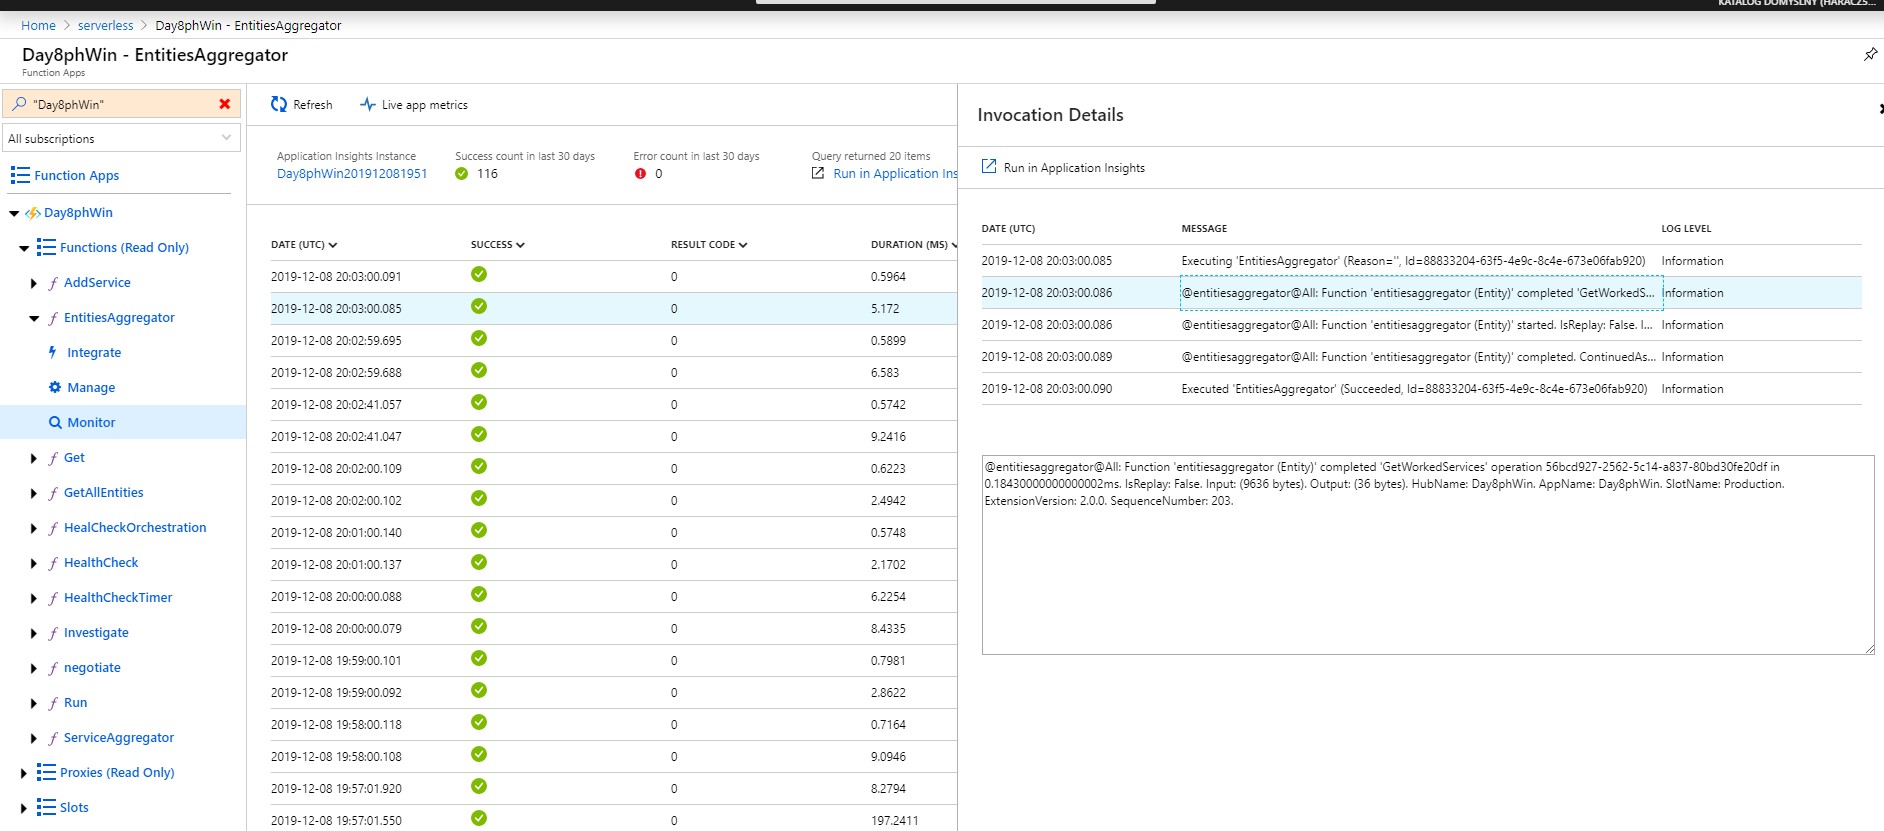 KATALOG DOMYŚLNY (HARACZS...
Home > serverless > Day8phWin - EntitiesAggregator
Day8phWin - EntitiesAggregator
Function Apps
"Day8phWin"
All subscriptions
Function Apps
Day8phWin
Functions (Read Only)
AddService
EntitiesAggregator
Integrate
Manage
Monitor
Get
GetAllEntities
HealCheckOrchestration
HealthCheck
HealthCheckTimer
Investigate
negotiate
Run
ServiceAggregator
Proxies (Read Only)
Slots
Refresh Live app metrics
Application Insights Instance
Day8phWin201912081951
Success count in last 30 days
116
Error count in last 30 days
0
Query returned 20 items
Run in Application Ins
DATE (UTC) SUCCESS RESULT CODE DURATION (MS)
2019-12-08 20:03:00.091 0 0.5964
2019-12-08 20:03:00.085 0 5.172
2019-12-08 20:02:59.695 0 0.5899
2019-12-08 20:02:59.688 0 6.583
2019-12-08 20:02:41.057 0 0.5742
2019-12-08 20:02:41.047 0 9.2416
2019-12-08 20:02:00.109 0 0.6223
2019-12-08 20:02:00.102 0 2.4942
2019-12-08 20:01:00.140 0 0.5748
2019-12-08 20:01:00.137 0 2.1702
2019-12-08 20:00:00.088 0 6.2254
2019-12-08 20:00:00.079 0 8.4335
2019-12-08 19:59:00.101 0 0.7981
2019-12-08 19:59:00.092 0 2.8622
2019-12-08 19:58:00.118 0 0.7164
2019-12-08 19:58:00.108 0 9.0946
2019-12-08 19:57:01.920 0 8.2794
2019-12-08 19:57:01.550 0 197.2411
Invocation Details
Run in Application Insights
DATE (UTC) MESSAGE LOG LEVEL
2019-12-08 20:03:00.085 Executing 'EntitiesAggregator' (Reason='', Id=88833204-63f5-4e9c-8c4e-673e06fab920) Information
2019-12-08 20:03:00.086 @entitiesaggregator@All: Function 'entitiesaggregator (Entity)' completed 'GetWorkedS... Information
2019-12-08 20:03:00.086 @entitiesaggregator@All: Function 'entitiesaggregator (Entity)' started. IsReplay: False. I... Information
2019-12-08 20:03:00.089 @entitiesaggregator@All: Function 'entitiesaggregator (Entity)' completed. ContinuedAs... Information
2019-12-08 20:03:00.090 Executed 'EntitiesAggregator' (Succeeded, Id=88833204-63f5-4e9c-8c4e-673e06fab920) Information
@entitiesaggregator@All: Function 'entitiesaggregator (Entity)' completed 'GetWorkedServices' operation 56bcd927-2562-5c14-a837-80bd30fe20df in
0.18430000000000002ms. IsReplay: False. Input: (9636 bytes). Output: (36 bytes). HubName: Day8phWin. AppName: Day8phWin. SlotName: Production.
ExtensionVersion: 2.0.0. SequenceNumber: 203.